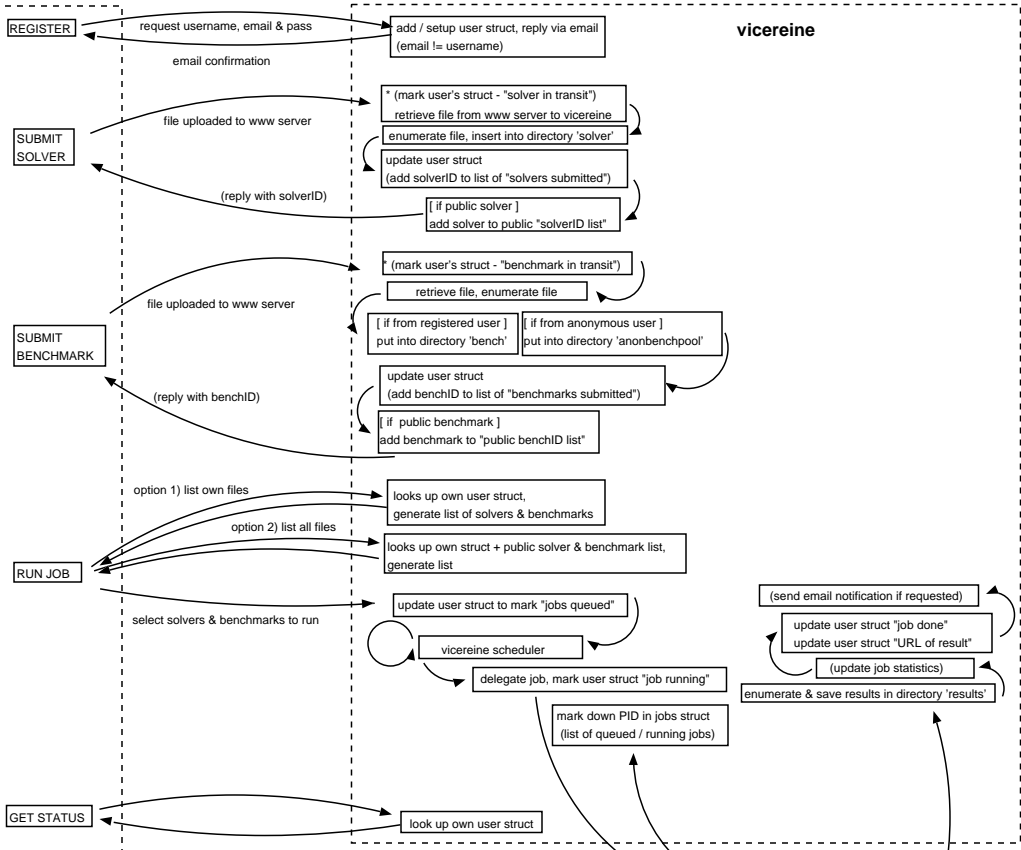 vicereine
REGISTER
request username, email & pass
email confirmation
add / setup user struct, reply via email
(email != username)
SUBMIT
SOLVER
file uploaded to www server
(reply with solverID)
* (mark user's struct - "solver in transit")
retrieve file from www server to vicereine
enumerate file, insert into directory 'solver'
update user struct
(add solverID to list of "solvers submitted")
[ if public solver ]
add solver to public "solverID list"
SUBMIT
BENCHMARK
file uploaded to www server
(reply with benchID)
* (mark user's struct - "benchmark in transit")
retrieve file, enumerate file
[ if from registered user ]
put into directory 'bench'
[ if from anonymous user ]
put into directory 'anonbenchpool'
update user struct
(add benchID to list of "benchmarks submitted")
[ if public benchmark ]
add benchmark to "public benchID list"
RUN JOB
option 1) list own files
looks up own user struct,
generate list of solvers & benchmarks
option 2) list all files
looks up own struct + public solver & benchmark list,
generate list
select solvers & benchmarks to run
update user struct to mark "jobs queued"
vicereine scheduler
delegate job, mark user struct "job running"
mark down PID in jobs struct
(list of queued / running jobs)
(send email notification if requested)
update user struct "job done"
update user struct "URL of result"
(update job statistics)
enumerate & save results in directory 'results'
GET STATUS
look up own user struct